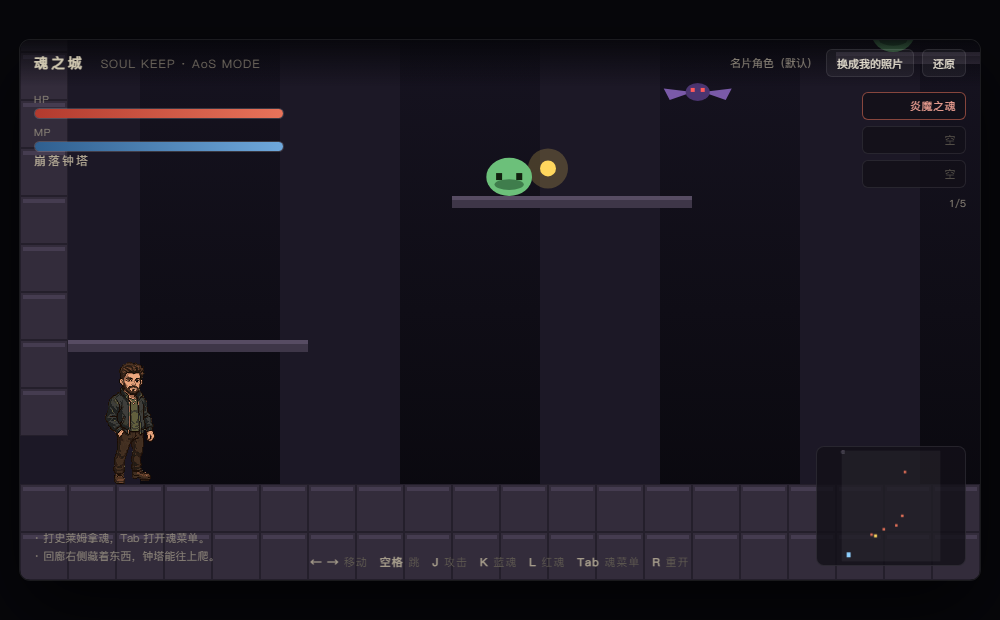 魂之城 SOUL KEEP · AoS MODE
名片角色 (默认) 换成我的照片 还原
HP
MP
崩落钟塔
炎魔之魂
空
空
1/5
· 打史莱姆拿魂，Tab 打开魂菜单。
· 回廊右侧藏着东西，钟塔能往上爬。
← → 移动 空格 跳 J 攻击 K 蓝魂 L 红魂 Tab 魂菜单 R 重开